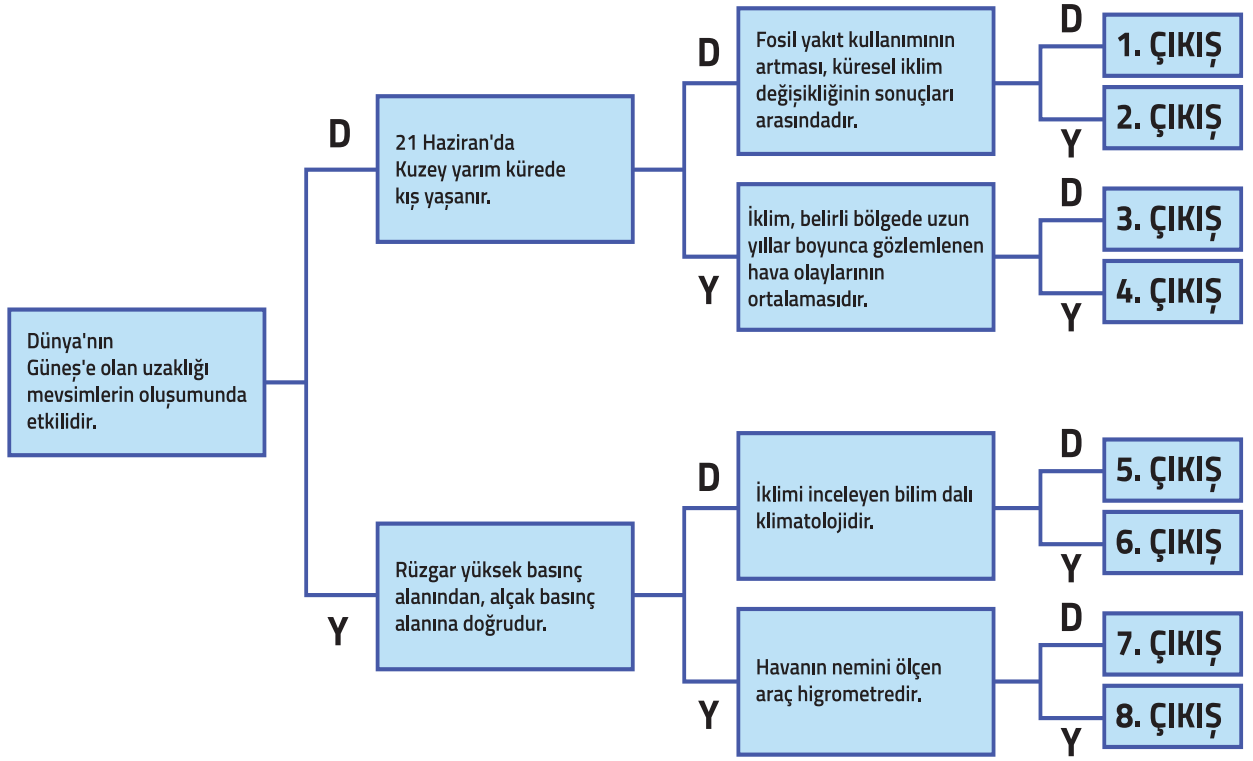 Dünya'nın
Güneş'e olan uzaklığı
mevsimlerin oluşumunda
etkilidir.
D
21 Haziran'da
Kuzey yarım kürede
kış yaşanır.
Y
Rüzgar yüksek basınç
alanından, alçak basınç
alanına doğrudur.
D
Fosil yakıt kullanımının
artması, küresel iklim
değişikliğinin sonuçları
arasındadır.
Y
İklim, belirli bölgede uzun
yıllar boyunca gözlemlenen
hava olaylarının
ortalamasıdır.
D
İklimi inceleyen bilim dalı
klimatolojidir.
Y
Havanın nemini ölçen
araç higrometredir.
D
1. ÇIKIŞ
2. ÇIKIŞ
Y
D
3. ÇIKIŞ
4. ÇIKIŞ
Y
D
5. ÇIKIŞ
6. ÇIKIŞ
Y
D
7. ÇIKIŞ
8. ÇIKIŞ
Y